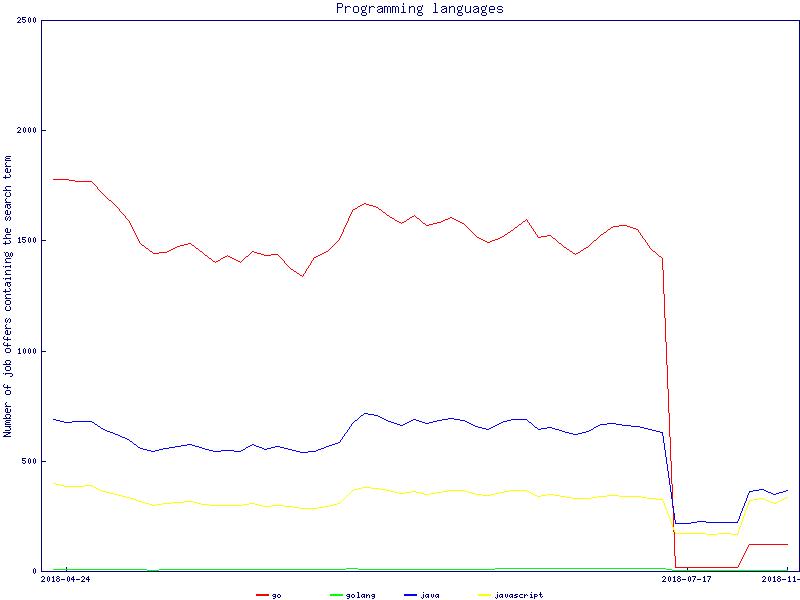 Programming languages
Number of job offers containing the search term
2500
2000
1500
1000
500
0
2018-04-24
2018-07-17
2018-11-
go
golang
java
javascript